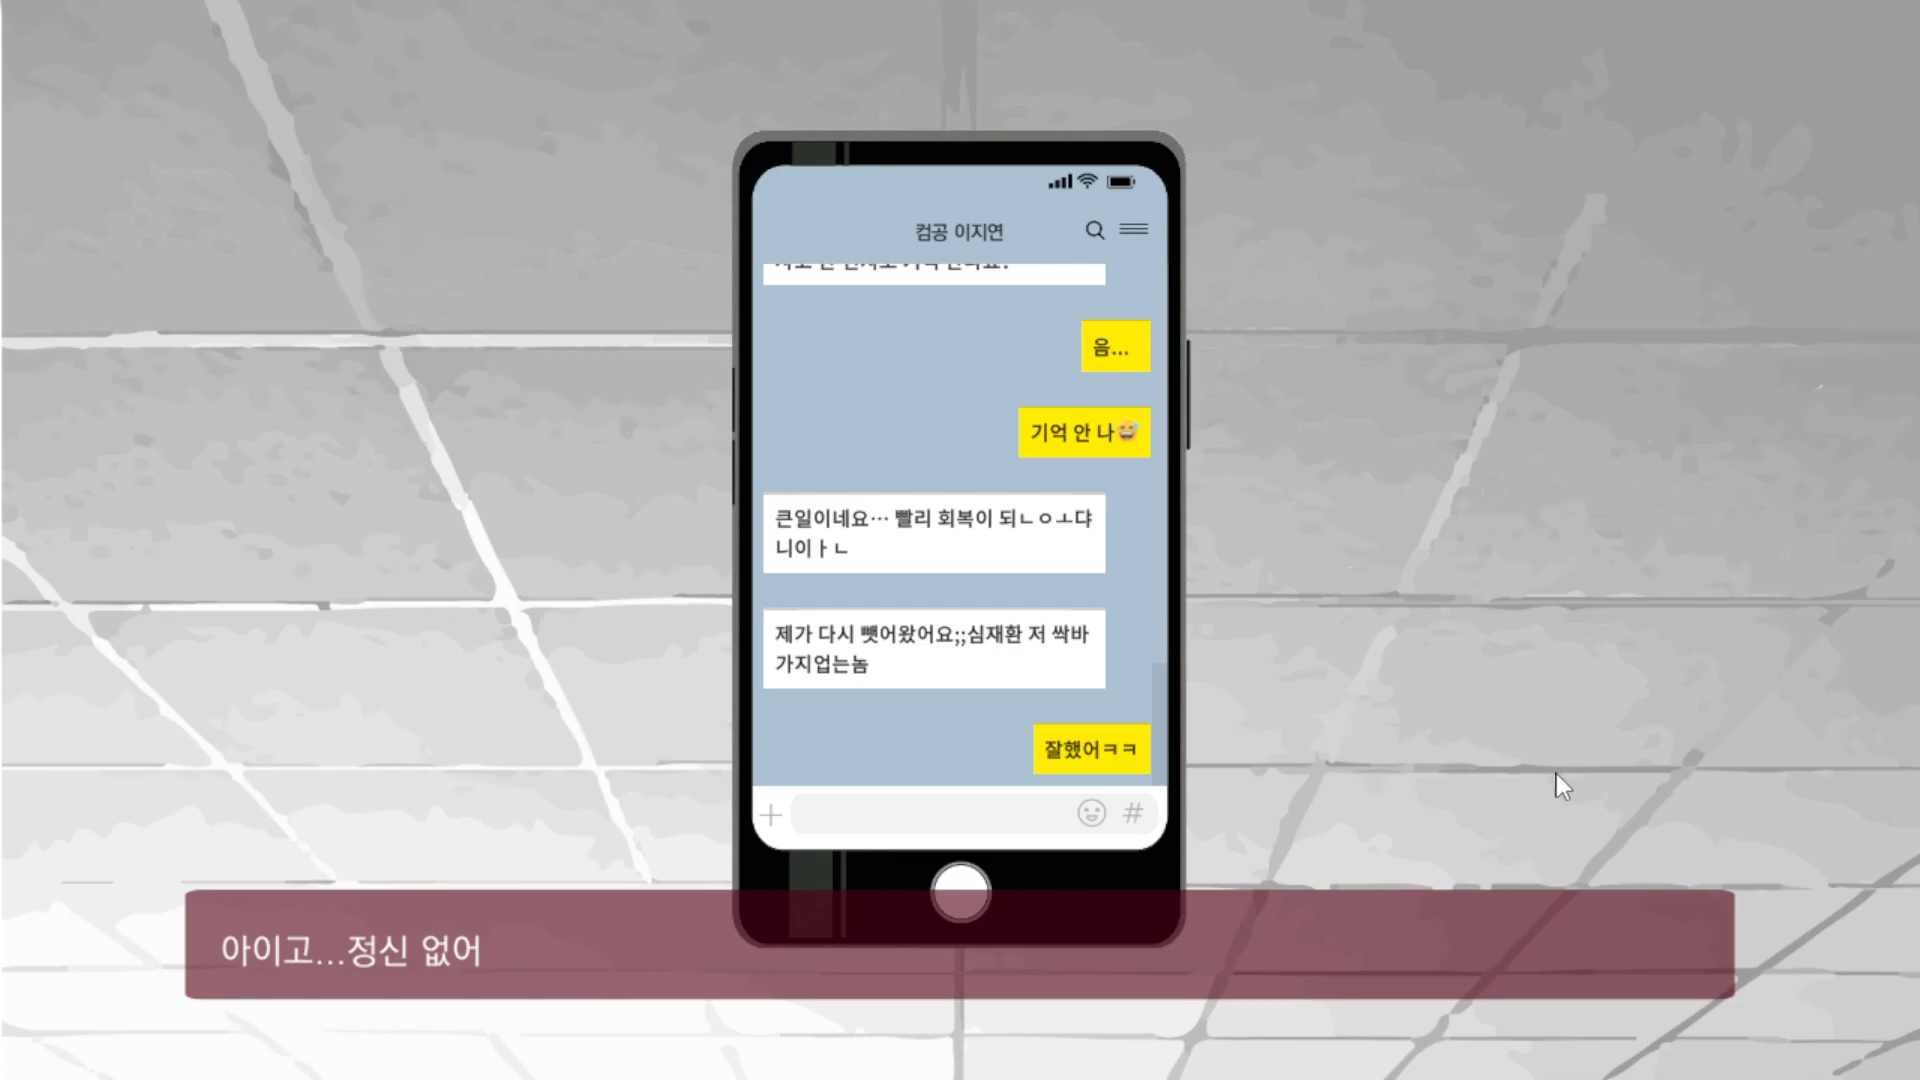 컴공 이지연
음...
기억 안 나😅
큰일이네요… 빨리 회복이 되ㄴㅇㅗ댜
니이ㅏㄴ
제가 다시 뺏어왔어요;;심재환 저 싹바
가지업는놈
잘했어ㅋㅋ
#
아이고...정신 없어